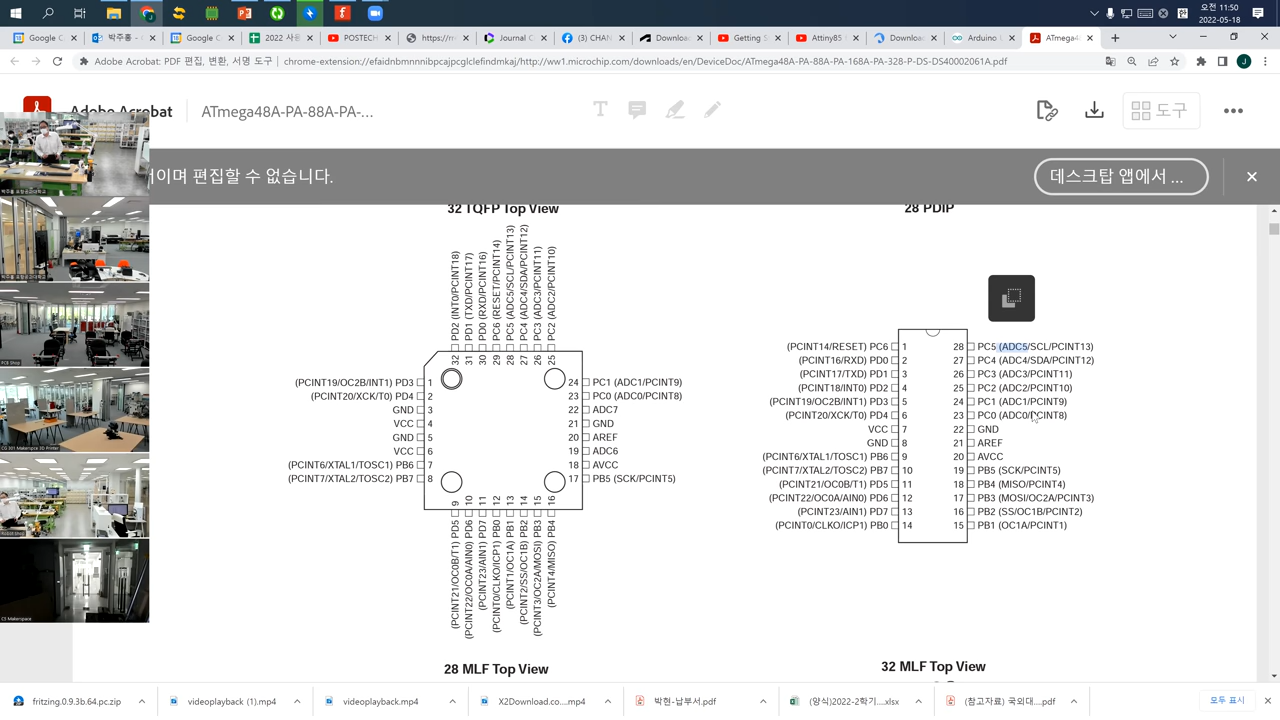 오전 11:50
2022-05-18
Google C
박주홍 -
Google C
2022 사용
POSTECH
https://m
Journal C
(3) CHAN
Downloa
Getting S
Attiny85
Downloa
Arduino U
ATmega4
Adobe Acrobat: PDF 편집, 변환, 서명 도구
chrome-extension://efaidnbmnnnibpcajpcglclefindmkaj/http://ww1.microchip.com/downloads/en/DeviceDoc/ATmega48A-PA-88A-PA-168A-PA-328-P-DS-DS40002061A.pdf
Adobe Acrobat
ATmega48A-PA-88A-PA-...
도구
이며 편집할 수 없습니다.
데스크탑 앱에서 ...
32 TQFP Top View
PD2 (INT0/PCINT18)
PD1 (TXD/PCINT17)
PD0 (RXD/PCINT16)
PC6 (RESET/PCINT14)
PC5 (ADC5/SCL/PCINT13)
PC4 (ADC4/SDA/PCINT12)
PC3 (ADC3/PCINT11)
PC2 (ADC2/PCINT10)
32 31 30 29 28 27 26 25
(PCINT19/OC2B/INT1) PD3 1
(PCINT20/XCK/T0) PD4 2
GND 3
VCC 4
GND 5
VCC 6
(PCINT6/XTAL1/TOSC1) PB6 7
(PCINT7/XTAL2/TOSC2) PB7 8
24 PC1 (ADC1/PCINT9)
23 PC0 (ADC0/PCINT8)
22 ADC7
21 GND
20 AREF
19 ADC6
18 AVCC
17 PB5 (SCK/PCINT5)
9 10 11 12 13 14 15 16
(PCINT21/OC0B/T1) PD5
(PCINT22/OC0A/AIN0) PD6
(PCINT23/AIN1) PD7
(PCINT0/CLKO/ICP1) PB0
(PCINT1/OC1A) PB1
(PCINT2/SS/OC1B) PB2
(PCINT3/OC2A/MOSI) PB3
(PCINT4/MISO) PB4
28 PDIP
(PCINT14/RESET) PC6 1 28 PC5 (ADC5/SCL/PCINT13)
(PCINT16/RXD) PD0 2 27 PC4 (ADC4/SDA/PCINT12)
(PCINT17/TXD) PD1 3 26 PC3 (ADC3/PCINT11)
(PCINT18/INT0) PD2 4 25 PC2 (ADC2/PCINT10)
(PCINT19/OC2B/INT1) PD3 5 24 PC1 (ADC1/PCINT9)
(PCINT20/XCK/T0) PD4 6 23 PC0 (ADC0/PCINT8)
VCC 7 22 GND
GND 8 21 AREF
(PCINT6/XTAL1/TOSC1) PB6 9 20 AVCC
(PCINT7/XTAL2/TOSC2) PB7 10 19 PB5 (SCK/PCINT5)
(PCINT21/OC0B/T1) PD5 11 18 PB4 (MISO/PCINT4)
(PCINT22/OC0A/AIN0) PD6 12 17 PB3 (MOSI/OC2A/PCINT3)
(PCINT23/AIN1) PD7 13 16 PB2 (SS/OC1B/PCINT2)
(PCINT0/CLKO/ICP1) PB0 14 15 PB1 (OC1A/PCINT1)
28 MLF Top View
32 MLF Top View
fritzing.0.9.3b.64.pc.zip
videoplayback (1).mp4
videoplayback.mp4
X2Download.co....mp4
박현-납부서.pdf
(양식)2022-2학기....xlsx
(참고자료) 국외대....pdf
모두 표시